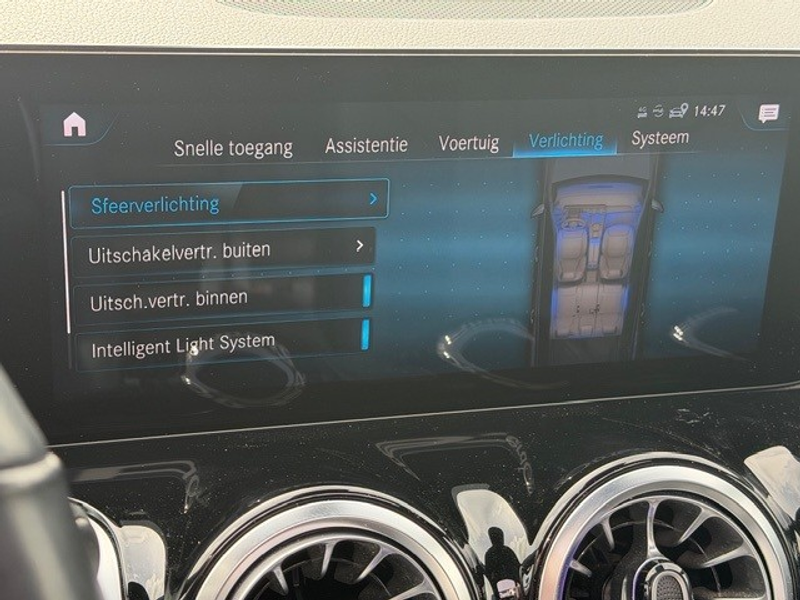 14:47
Snelle toegang Assistentie Voertuig Verlichting Systeem
Sfeerverlichting
Uitschakelvertr. buiten
Uitsch.vertr. binnen
Intelligent Light System